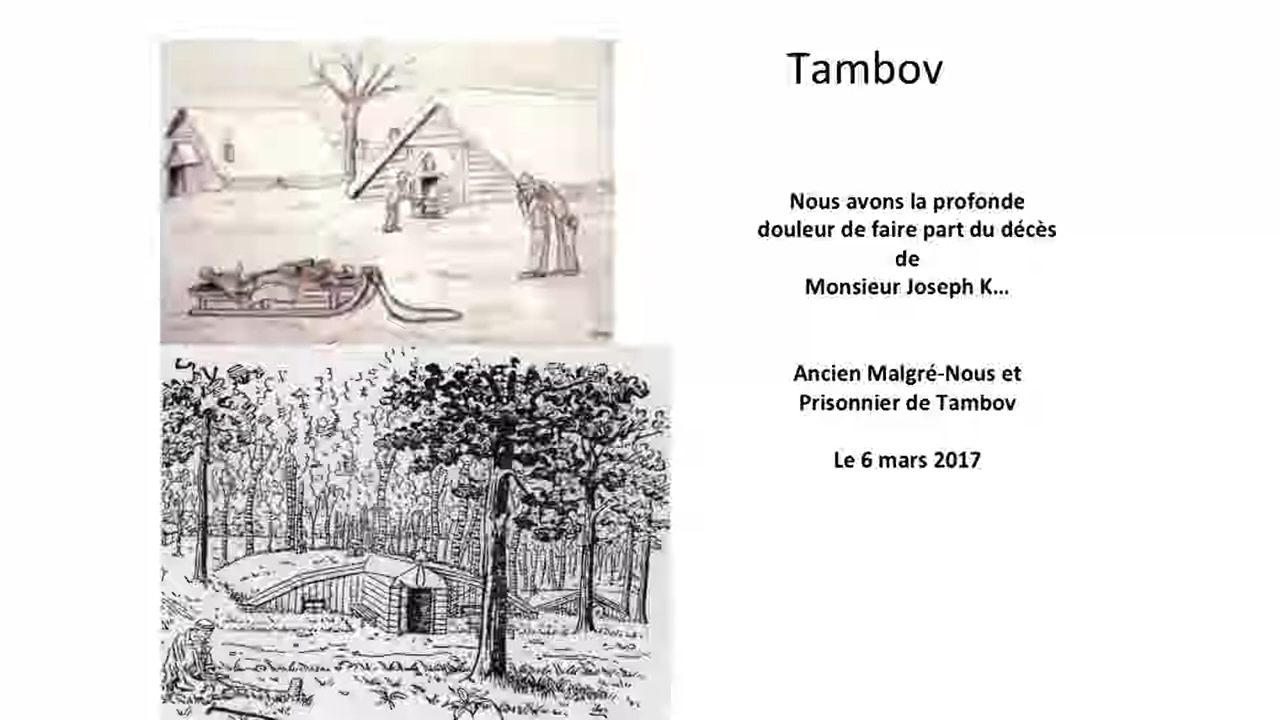 Tambov
Nous avons la profonde
douleur de faire part du décès
de
Monsieur Joseph K...
Ancien Malgré-Nous et
Prisonnier de Tambov
Le 6 mars 2017